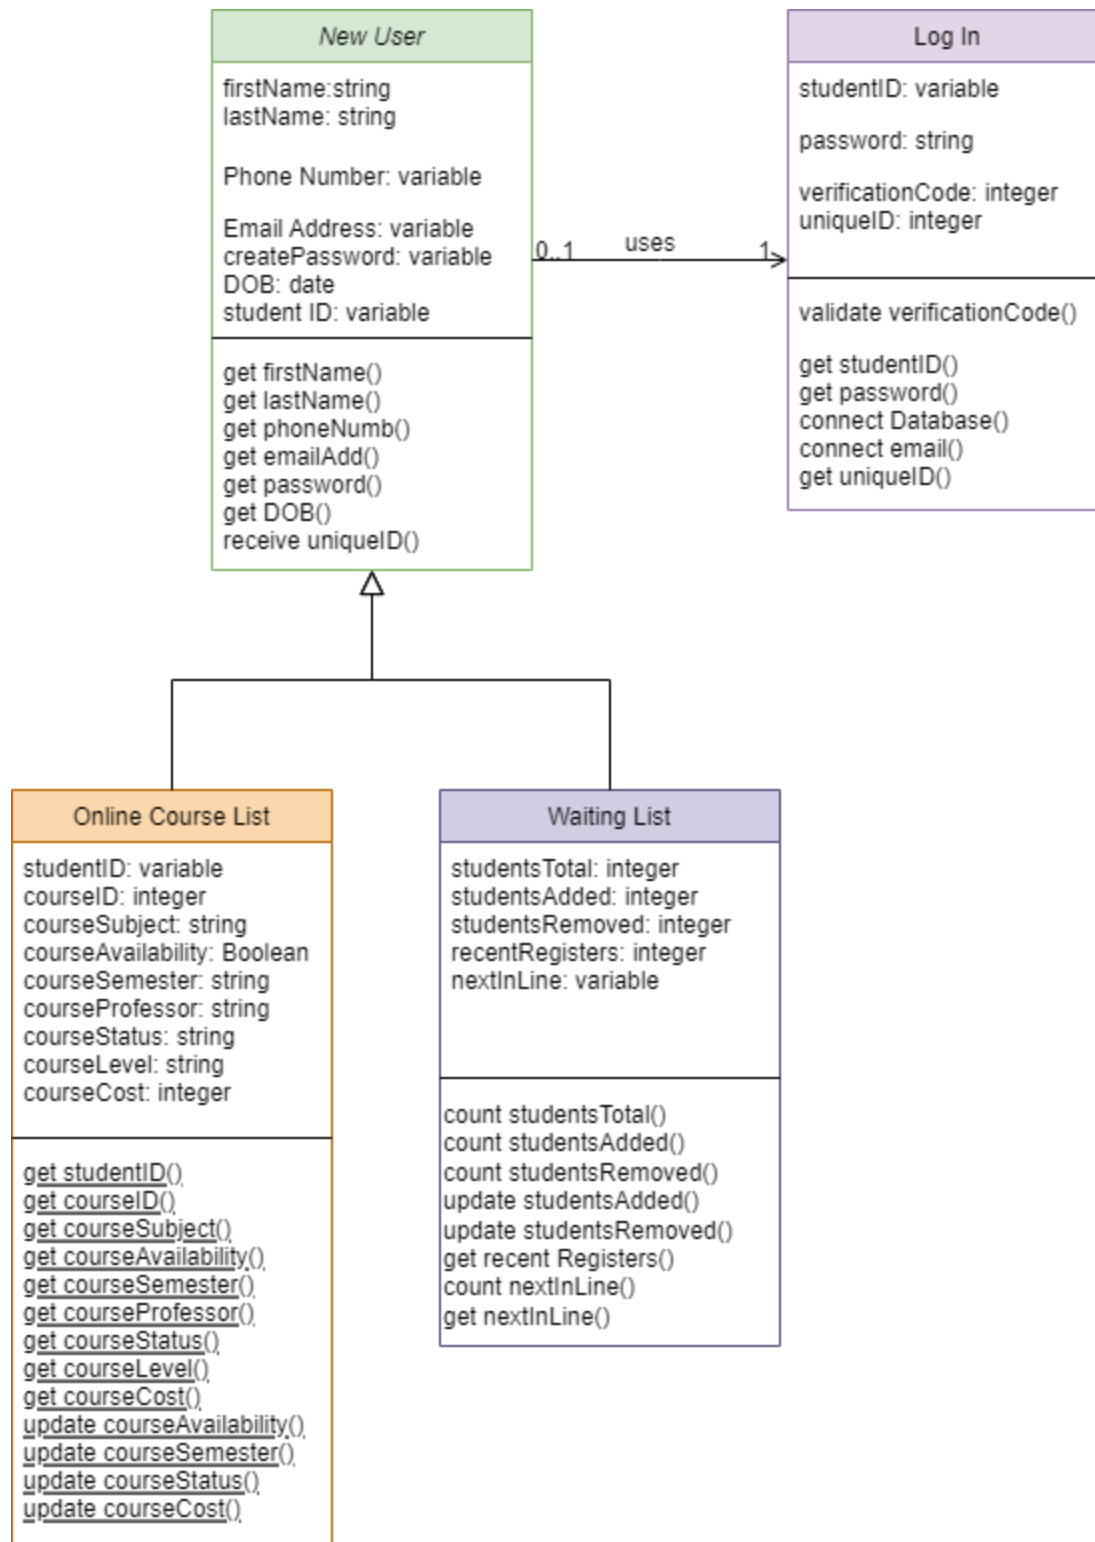 New User
firstName:string
lastName: string
Phone Number: variable
Email Address: variable
createPassword: variable
DOB: date
student ID: variable
get firstName()
get lastName()
get phoneNumb()
get emailAdd()
get password()
get DOB()
receive uniqueID()
0..1 uses 1
Log In
studentID: variable
password: string
verificationCode: integer
uniqueID: integer
validate verificationCode()
get studentID()
get password()
connect Database()
connect email()
get uniqueID()
Online Course List
studentID: variable
courseID: integer
courseSubject: string
courseAvailability: Boolean
courseSemester: string
courseProfessor: string
courseStatus: string
courseLevel: string
courseCost: integer
get studentID()
get courseID()
get courseSubject()
get courseAvailability()
get courseSemester()
get courseProfessor()
get courseStatus()
get courseLevel()
get courseCost()
update courseAvailability()
update courseSemester()
update courseStatus()
update courseCost()
Waiting List
studentsTotal: integer
studentsAdded: integer
studentsRemoved: integer
recentRegisters: integer
nextInLine: variable
count studentsTotal()
count studentsAdded()
count studentsRemoved()
update studentsAdded()
update studentsRemoved()
get recent Registers()
count nextInLine()
get nextInLine()